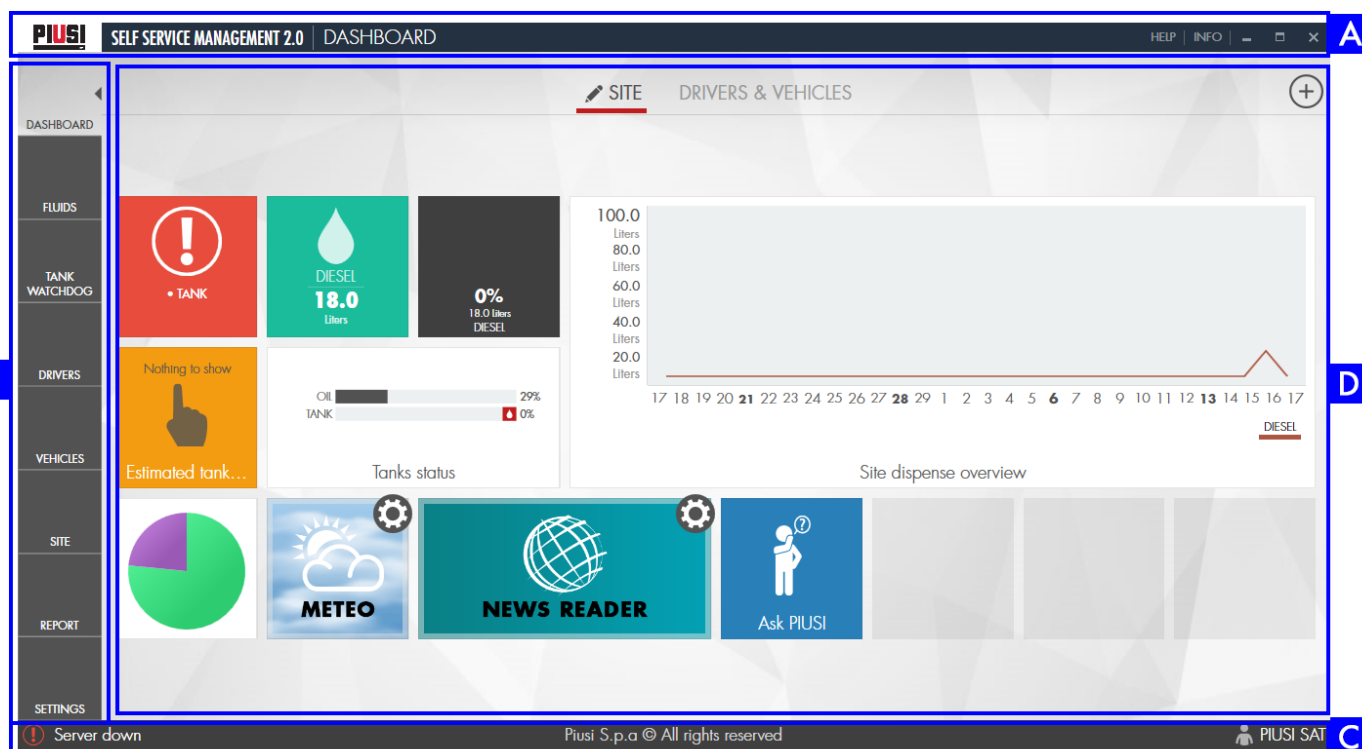 PIUSI SELF SERVICE MANAGEMENT 2.0 DASHBOARD HELP INFO A
SITE DRIVERS & VEHICLES
DASHBOARD
FLUIDS
TANK
WATCHDOG
DRIVERS
VEHICLES
SITE
REPORT
SETTINGS
• TANK
DIESEL
18.0
Liters
0%
18.0 liters
DIESEL
100.0
Liters
80.0
Liters
60.0
Liters
40.0
Liters
20.0
Liters
17 18 19 20 21 22 23 24 25 26 27 28 29 1 2 3 4 5 6 7 8 9 10 11 12 13 14 15 16 17
DIESEL
Site dispense overview
D
Nothing to show
Estimated tank...
OIL 29%
TANK 0%
Tanks status
METEO
NEWS READER
?
Ask PIUSI
! Server down
Piusi S.p.a © All rights reserved
PIUSI SAT
C